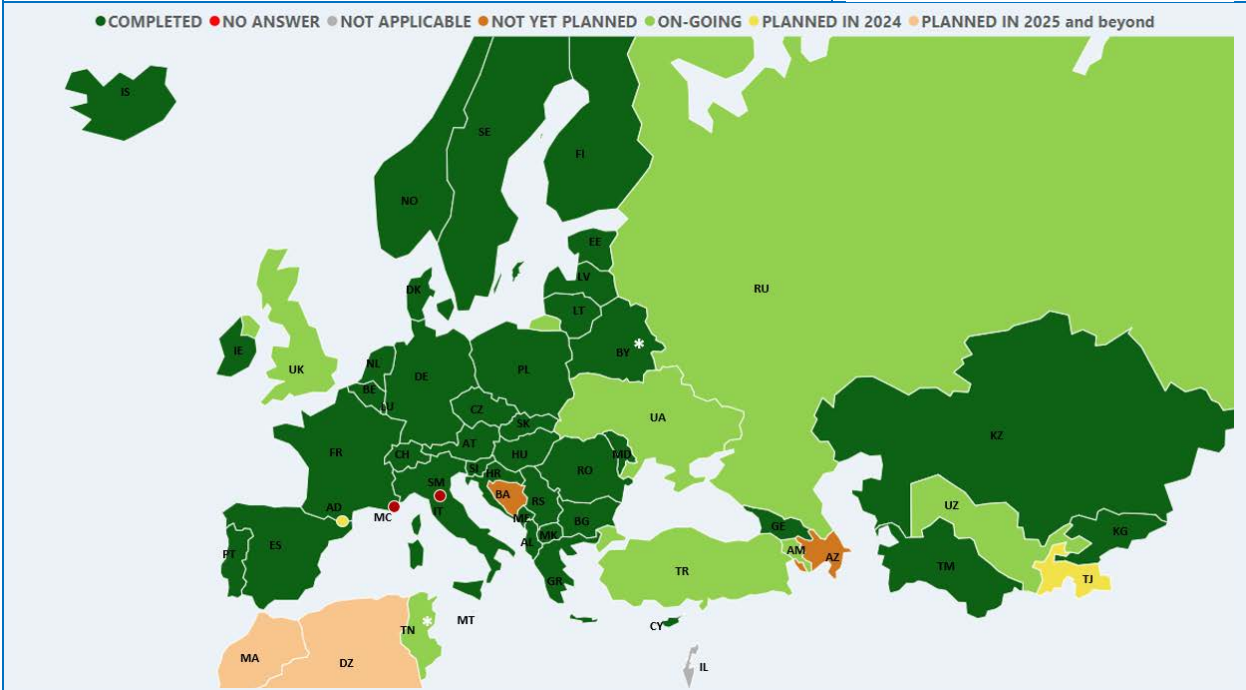 COMPLETED NO ANSWER NOT APPLICABLE NOT YET PLANNED ON-GOING PLANNED IN 2024 PLANNED IN 2025 and beyond
IS
SE
FI
NO
EE
LV
DK
RU
LT
IE
BY *
NL
UK
PL
DE
BE
CZ
UA
SK
KZ
AT
FR
CH
HU
MD
RO
SI
HR
SM
BA
RS
UZ
AD
IT
MC
ME
BG
GE
KG
MK
AL
AM
ES
PT
AZ
TM
TR
GR
TJ
MT
TN *
CY
MA
DZ
IL